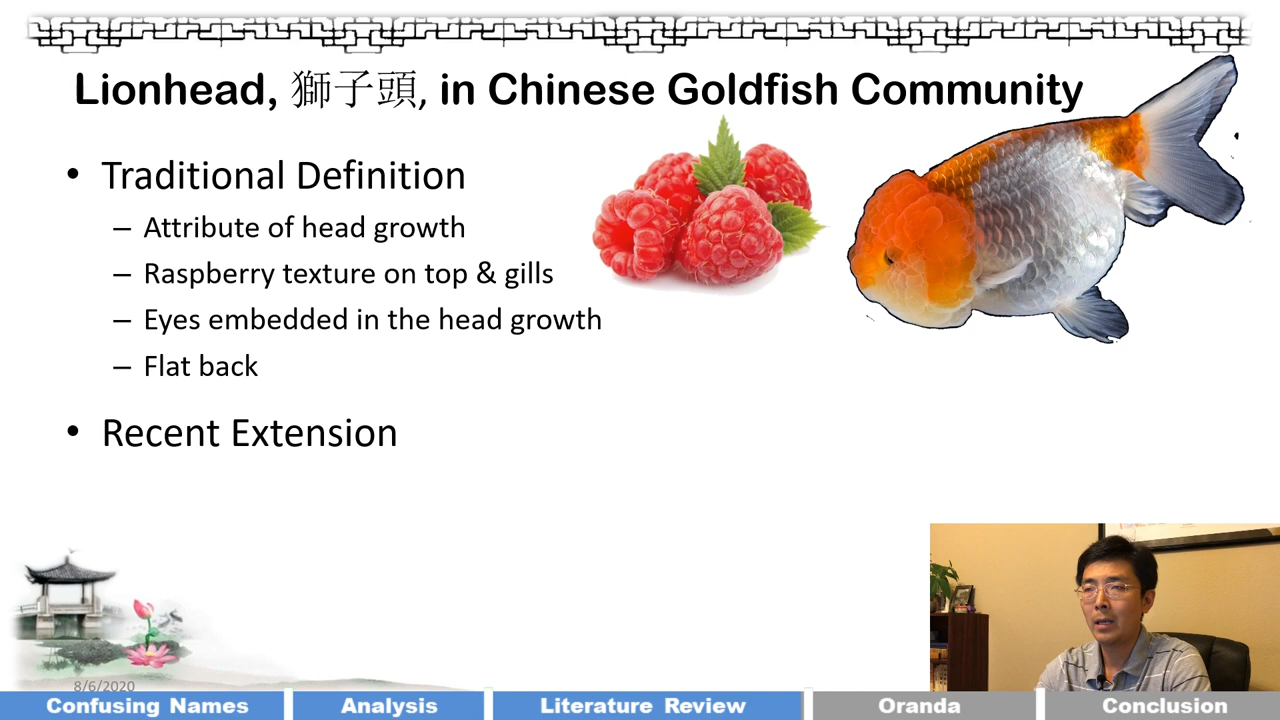 Lionhead, 獅子頭, in Chinese Goldfish Community
• Traditional Definition
– Attribute of head growth
– Raspberry texture on top & gills
– Eyes embedded in the head growth
– Flat back
• Recent Extension
8/6/2020
Confusing Names
Analysis
Literature Review
Oranda
Conclusion